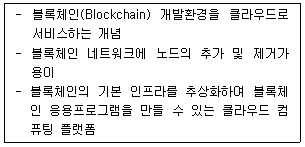 - 블록체인(Blockchain) 개발환경을 클라우드로
서비스하는 개념
- 블록체인 네트워크에 노드의 추가 및 제거가
용이
- 블록체인의 기본 인프라를 추상화하여 블록체
인 응용프로그램을 만들 수 있는 클라우드 컴
퓨팅 플랫폼